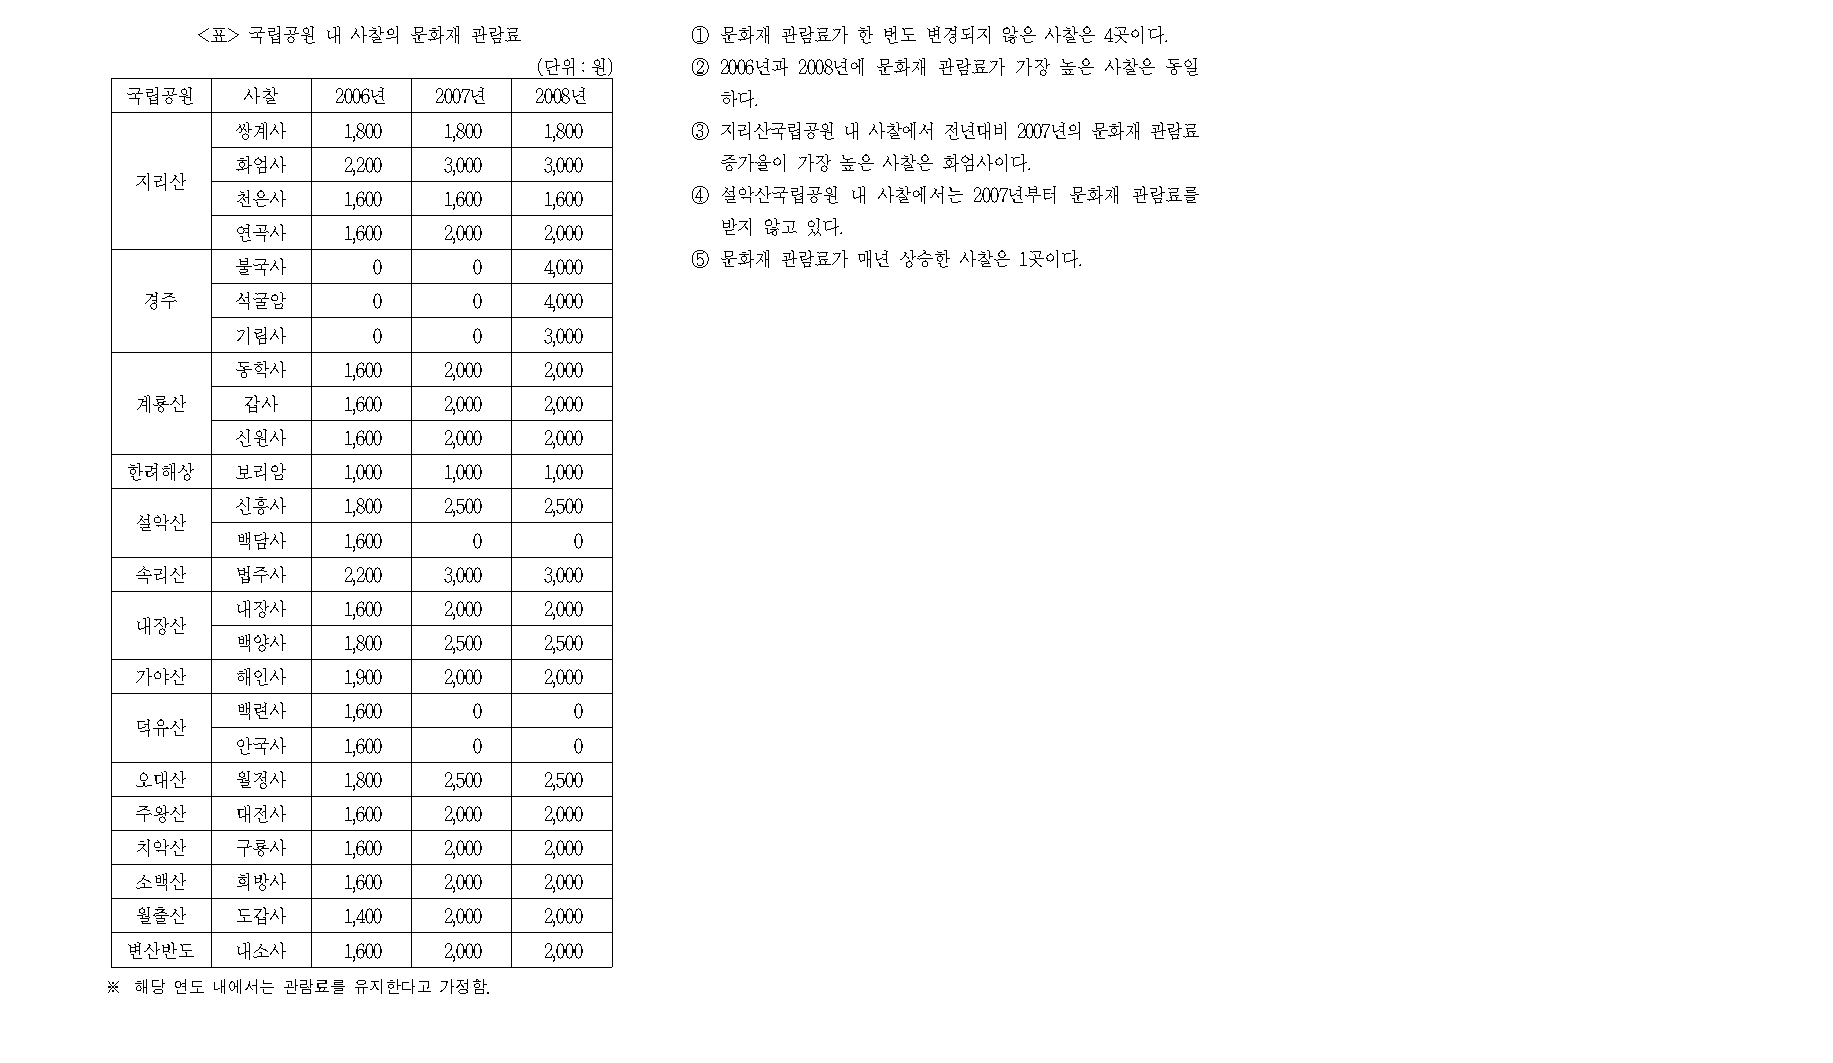 <표> 국립공원 내 사찰의 문화재 관람료
(단위 : 원)
국립공원 사찰 2006년 2007년 2008년
지리산 쌍계사 1,800 1,800 1,800
화엄사 2,200 3,000 3,000
천은사 1,600 1,600 1,600
연곡사 1,600 2,000 2,000
경주 불국사 0 0 4,000
석굴암 0 0 4,000
기림사 0 0 3,000
계룡산 동학사 1,600 2,000 2,000
갑사 1,600 2,000 2,000
신원사 1,600 2,000 2,000
한려해상 보리암 1,000 1,000 1,000
설악산 신흥사 1,800 2,500 2,500
백담사 1,600 0 0
속리산 법주사 2,200 3,000 3,000
내장산 내장사 1,600 2,000 2,000
백양사 1,800 2,500 2,500
가야산 해인사 1,900 2,000 2,000
덕유산 백련사 1,600 0 0
안국사 1,600 0 0
오대산 월정사 1,800 2,500 2,500
주왕산 대전사 1,600 2,000 2,000
치악산 구룡사 1,600 2,000 2,000
소백산 희방사 1,600 2,000 2,000
월출산 도갑사 1,400 2,000 2,000
변산반도 내소사 1,600 2,000 2,000
※ 해당 연도 내에서는 관람료를 유지한다고 가정함.
① 문화재 관람료가 한 번도 변경되지 않은 사찰은 4곳이다.
② 2006년과 2008년에 문화재 관람료가 가장 높은 사찰은 동일
하다.
③ 지리산국립공원 내 사찰에서 전년대비 2007년의 문화재 관람료
증가율이 가장 높은 사찰은 화엄사이다.
④ 설악산국립공원 내 사찰에서는 2007년부터 문화재 관람료를
받지 않고 있다.
⑤ 문화재 관람료가 매년 상승한 사찰은 1곳이다.